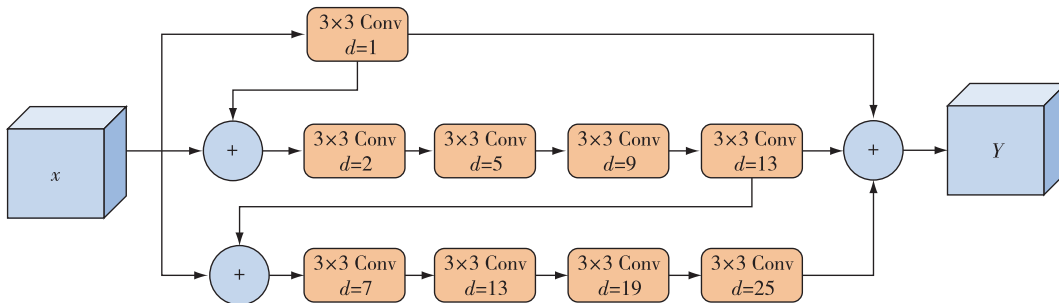 3×3 Conv
d=1
x
+
3×3 Conv
d=2
3×3 Conv
d=5
3×3 Conv
d=9
3×3 Conv
d=13
+
Y
+
3×3 Conv
d=7
3×3 Conv
d=13
3×3 Conv
d=19
3×3 Conv
d=25